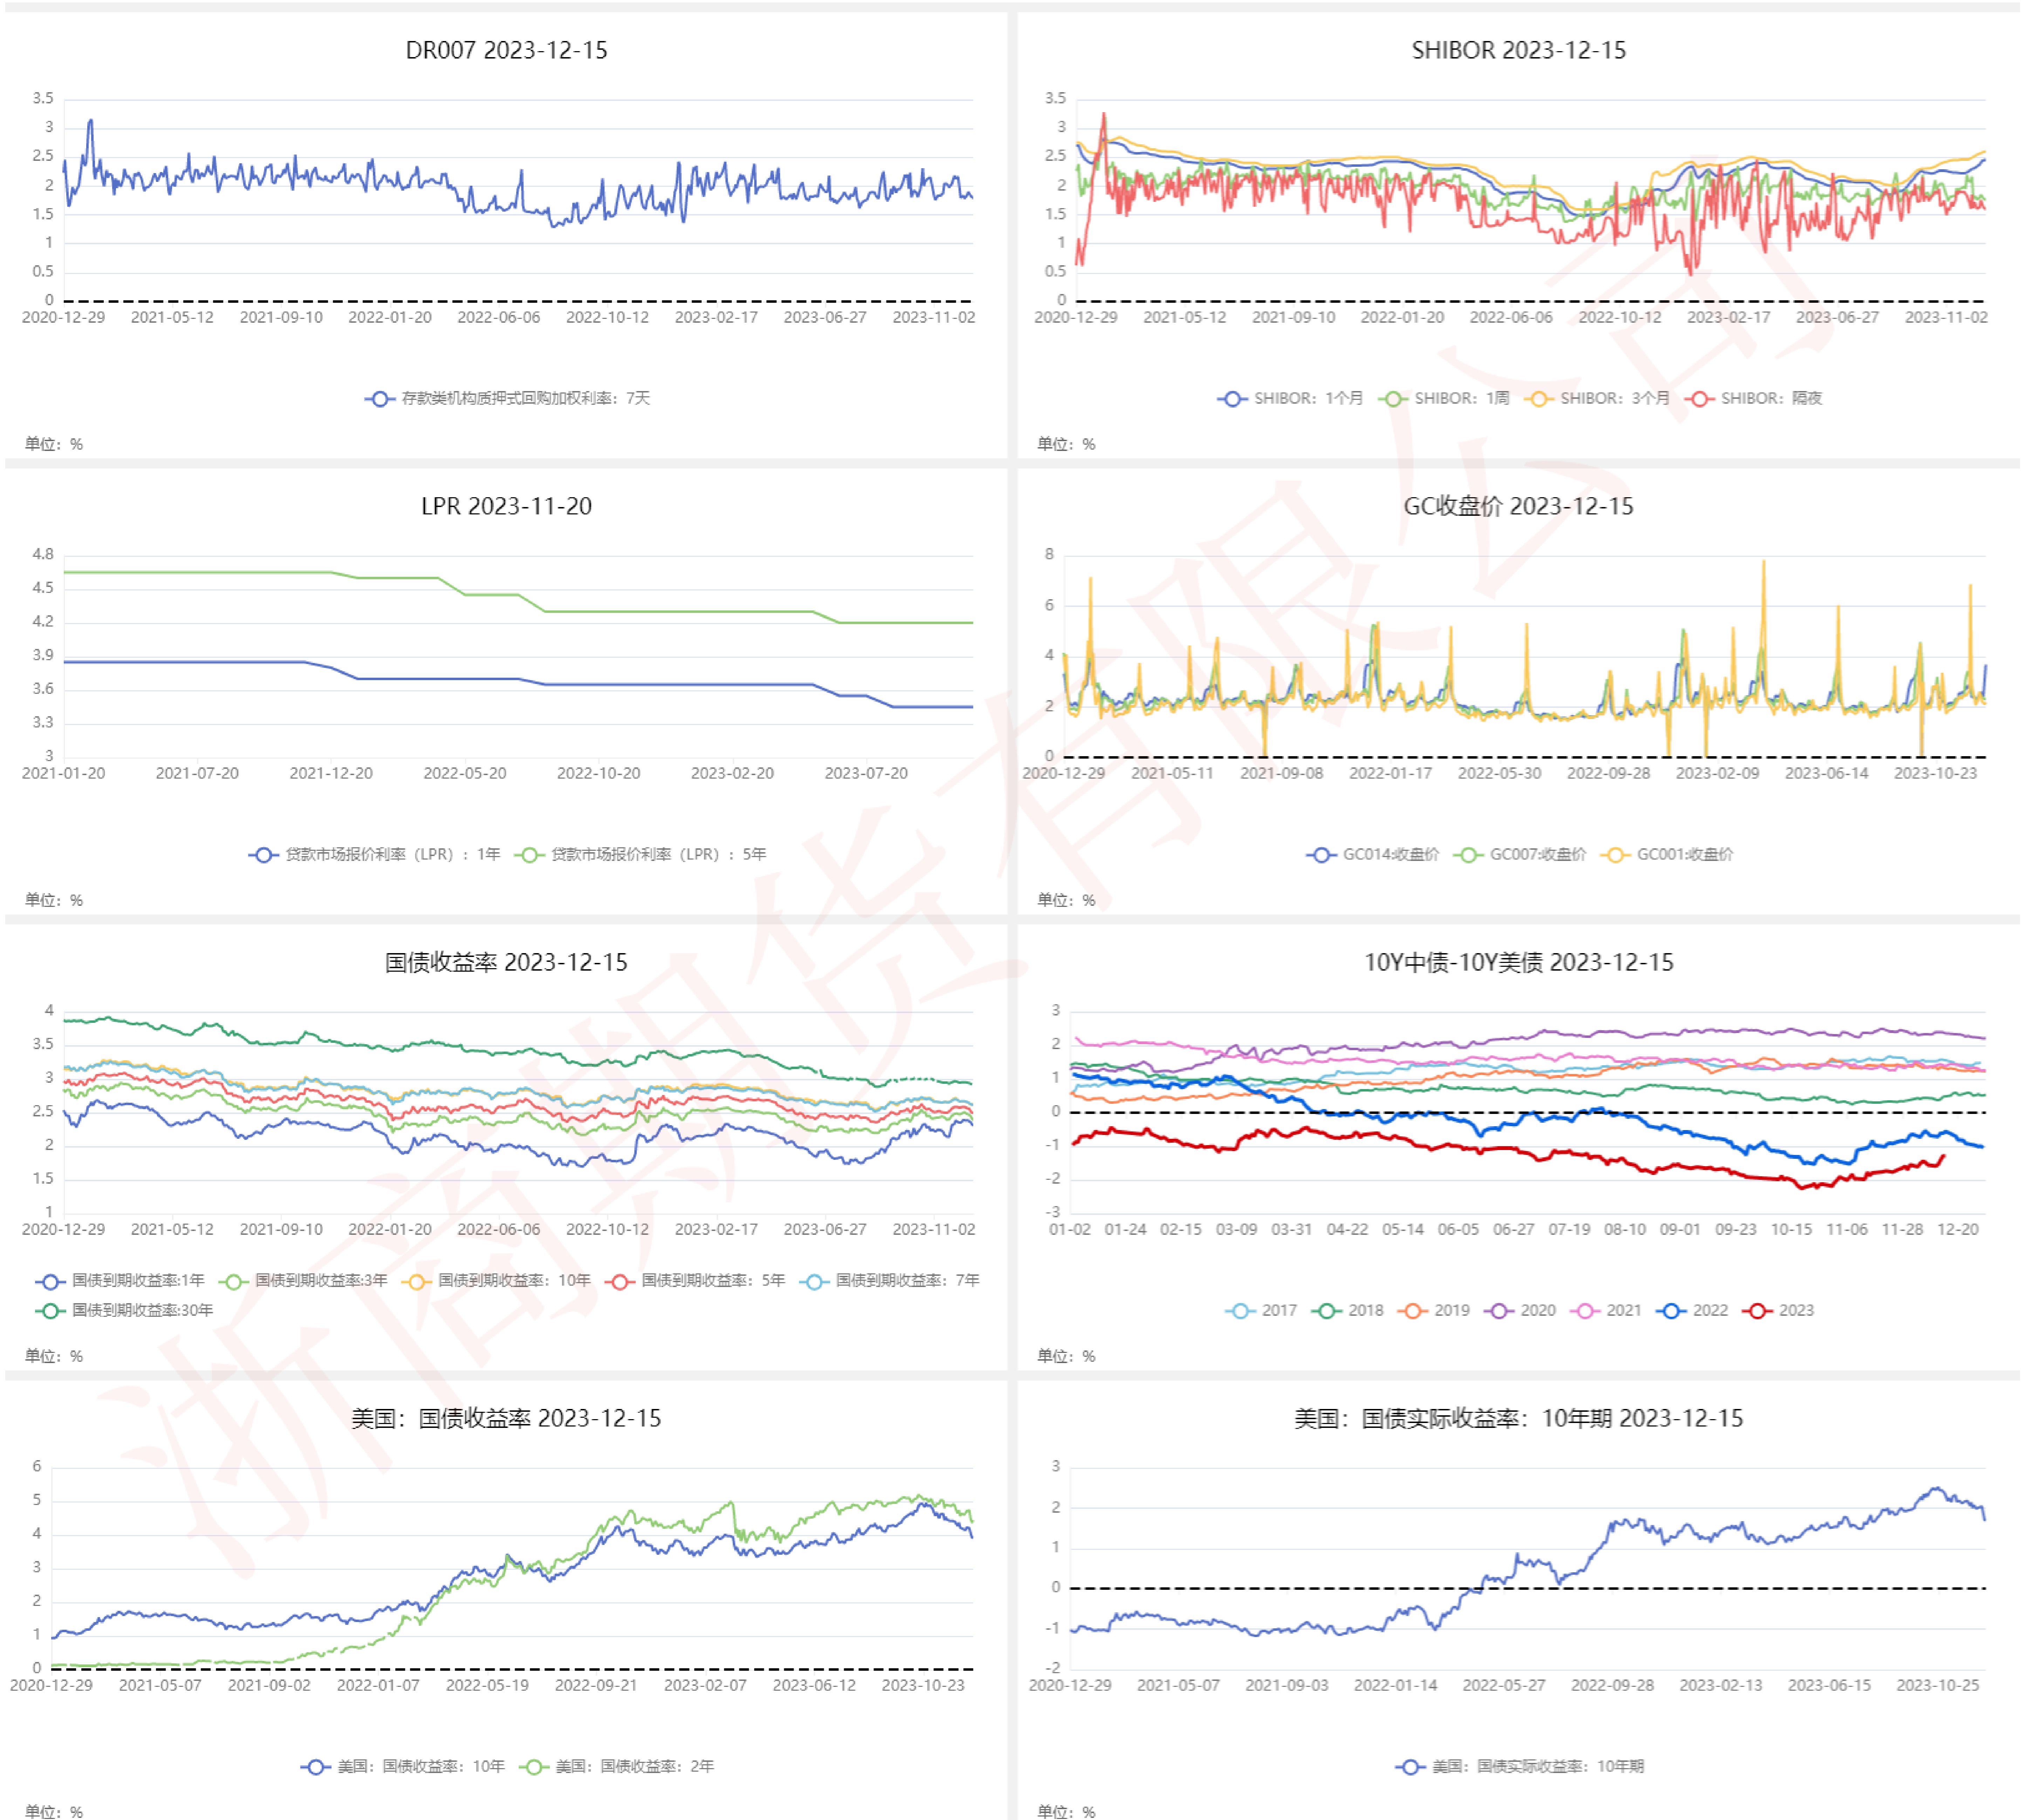 DR007 2023-12-15
3.5
3
2.5
2
1.5
1
0.5
0
2020-12-29 2021-05-12 2021-09-10 2022-01-20 2022-06-06 2022-10-12 2023-02-17 2023-06-27 2023-11-02
存款类机构质押式回购加权利率：7天
单位：%
SHIBOR 2023-12-15
3.5
3
2.5
2
1.5
1
0.5
0
2020-12-29 2021-05-12 2021-09-10 2022-01-20 2022-06-06 2022-10-12 2023-02-17 2023-06-27 2023-11-02
SHIBOR：1个月 SHIBOR：1周 SHIBOR：3个月 SHIBOR：隔夜
单位：%
LPR 2023-11-20
4.8
4.5
4.2
3.9
3.6
3.3
3
2021-01-20 2021-07-20 2021-12-20 2022-05-20 2022-10-20 2023-02-20 2023-07-20
贷款市场报价利率（LPR）：1年 贷款市场报价利率（LPR）：5年
单位：%
GC收盘价 2023-12-15
8
6
4
2
0
2020-12-29 2021-05-11 2021-09-08 2022-01-17 2022-05-30 2022-09-28 2023-02-09 2023-06-14 2023-10-23
GC014:收盘价 GC007:收盘价 GC001:收盘价
单位：%
国债收益率 2023-12-15
4
3.5
3
2.5
2
1.5
1
2020-12-29 2021-05-12 2021-09-10 2022-01-20 2022-06-06 2022-10-12 2023-02-17 2023-06-27 2023-11-02
国债到期收益率:1年 国债到期收益率:3年 国债到期收益率：10年 国债到期收益率：5年 国债到期收益率：7年
国债到期收益率:30年
单位：%
10Y中债-10Y美债 2023-12-15
3
2
1
0
-1
-2
-3
01-02 01-24 02-15 03-09 03-31 04-22 05-14 06-05 06-27 07-19 08-10 09-01 09-23 10-15 11-06 11-28 12-20
2017 2018 2019 2020 2021 2022 2023
单位：%
美国：国债收益率 2023-12-15
6
5
4
3
2
1
0
2020-12-29 2021-05-07 2021-09-02 2022-01-07 2022-05-19 2022-09-21 2023-02-07 2023-06-12 2023-10-23
美国：国债收益率：10年 美国：国债收益率：2年
单位：%
美国：国债实际收益率：10年期 2023-12-15
3
2
1
0
-1
-2
2020-12-29 2021-05-07 2021-09-03 2022-01-14 2022-05-27 2022-09-28 2023-02-13 2023-06-15 2023-10-25
美国：国债实际收益率：10年期
单位：%
浙商期货有限公司